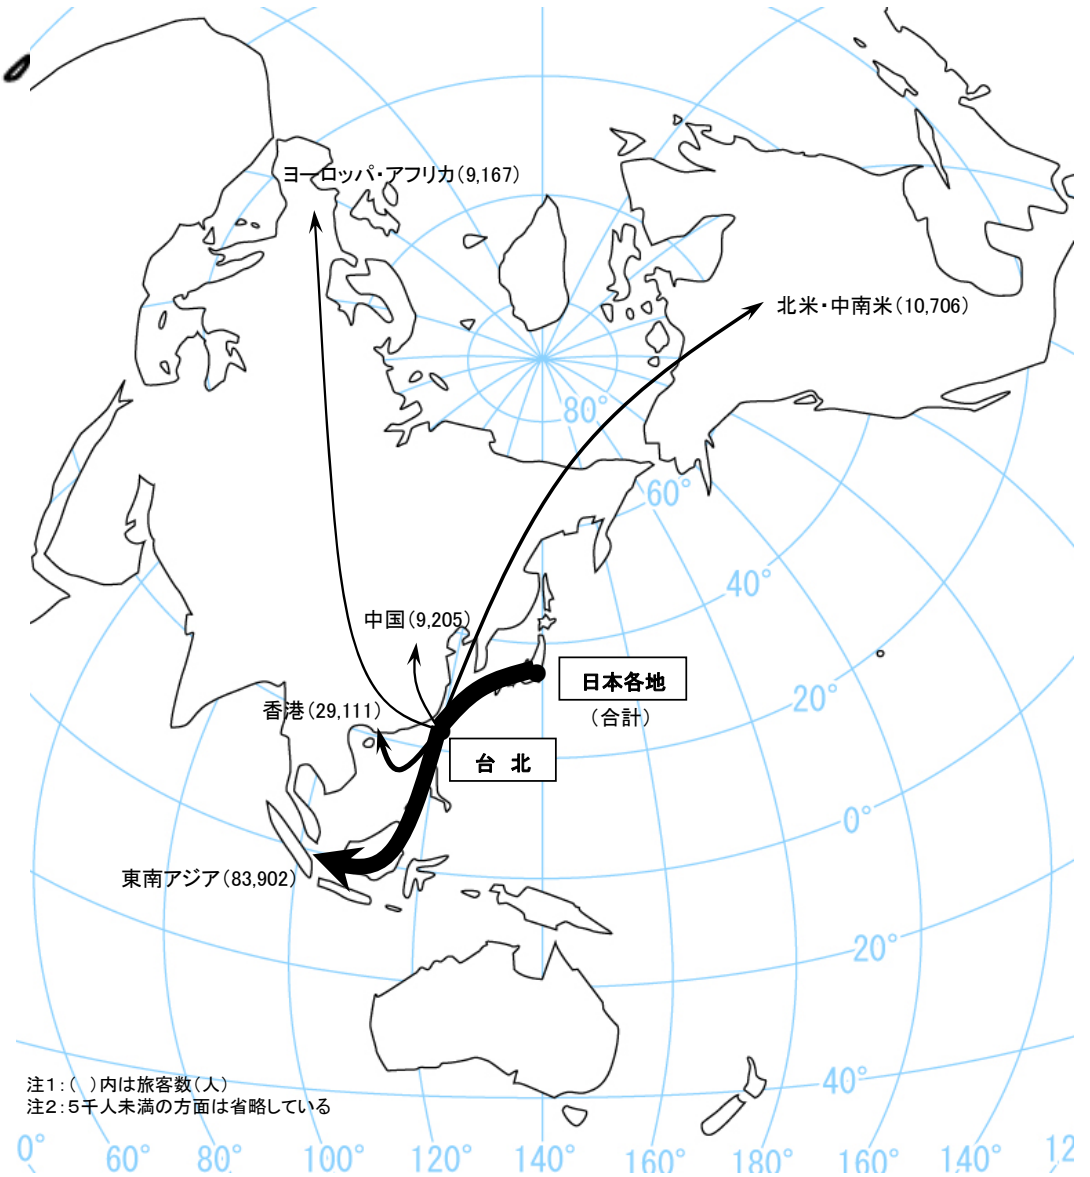 ヨーロッパ・アフリカ(9,167)
北米・中南米(10,706)
80°
60°
40°
中国(9,205)
日本各地
(合計)
20°
香港(29,111)
台 北
0°
東南アジア(83,902)
20°
40°
注1:( )内は旅客数(人)
注2:5千人未満の方面は省略している
0° 60° 80° 100° 120° 140° 160° 180° 160° 140° 12